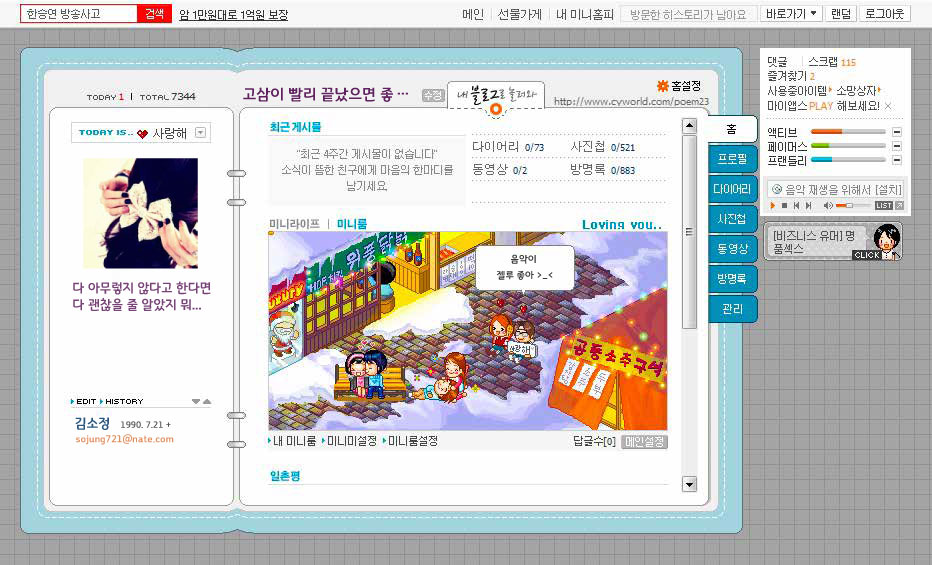 한승연 방송사고 검색 암 1만원대로 1억원 보장
메인 | 선물가게 | 내 미니홈피 방문한 히스토리가 남아요 바로가기 랜덤 로그아웃
TODAY 1 | TOTAL 7344
고삼이 빨리 끝났으면 좋 ··· 수정
내 블로그로 놀러와
홈설정
http://www.cyworld.com/poem23
TODAY IS.. 사랑해
다 아무렇지 않다고 한다면
다 괜찮을 줄 알았지 뭐...
EDIT HISTORY
김소정 1990. 7.21 +
sojung721@nate.com
최근 게시물
"최근 4주간 게시물이 없습니다"
소식이 뜸한 친구에게 마음의 한마디를
남기세요.
다이어리 0/73 사진첩 0/521
동영상 0/2 방명록 0/883
미니라이프 | 미니룸
Loving you..
음악이
젤루 좋아 >_<
HOF
사랑해
공동소주구석
내 미니룸 미니미설정 미니룸설정
답글수[0] 메인설정
일촌평
홈
프로필
다이어리
사진첩
동영상
방명록
관리
댓글 | 스크랩 115
즐겨찾기 2
사용중아이템 소망상자
마이앱스 PLAY 해보세요! ×
액티브
페이머스
프랜들리
음악 재생을 위해서 [설치]
LIST
[비즈니스 유머] 명
품섹스
CLICK